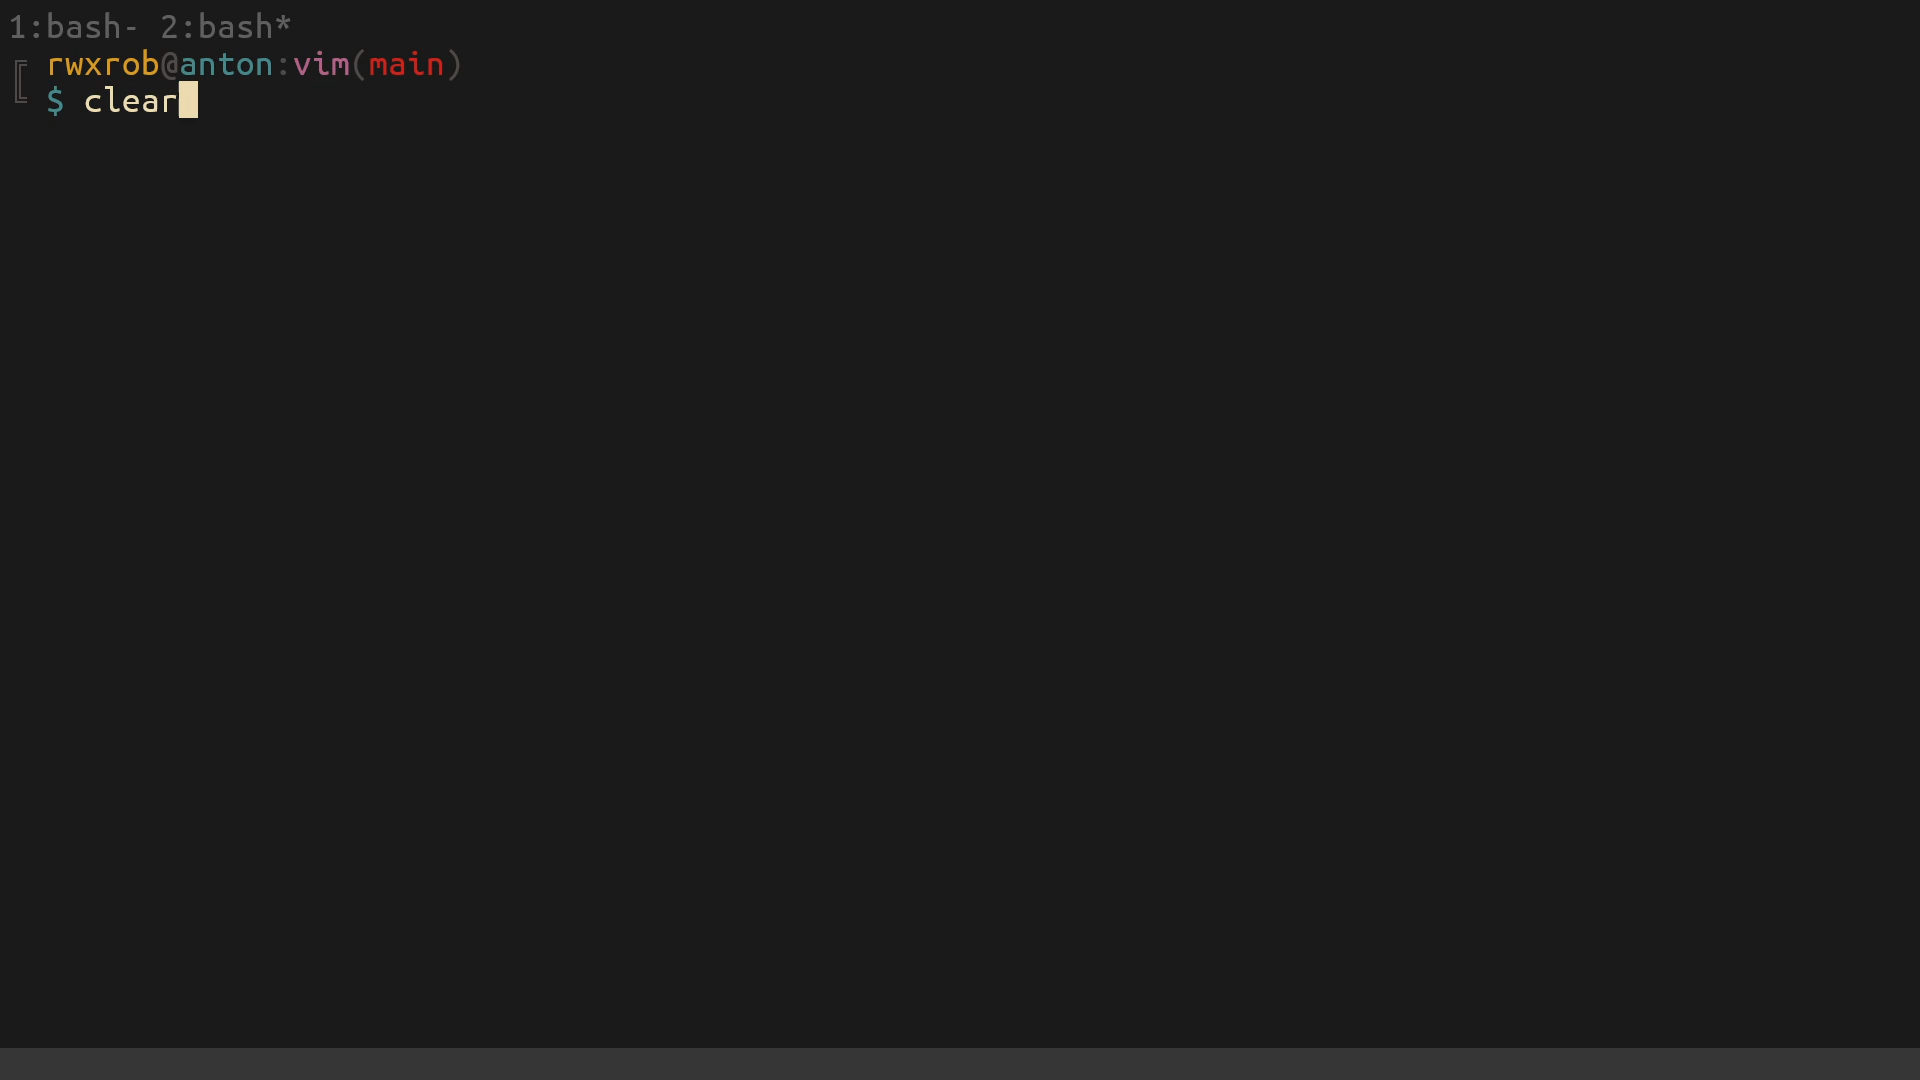 1:bash- 2:bash*
╔ rwxrob@anton:vim(main)
╚ $ clear